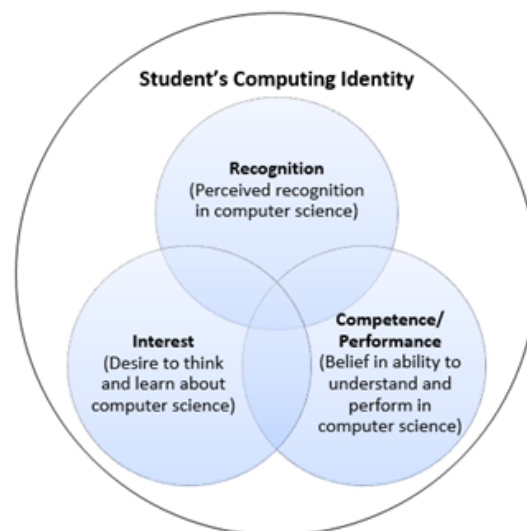 Student's Computing Identity
Recognition
(Perceived recognition
in computer science)
Interest
(Desire to think
and learn about
computer science)
Competence/
Performance
(Belief in ability to
understand and
perform in
computer science)